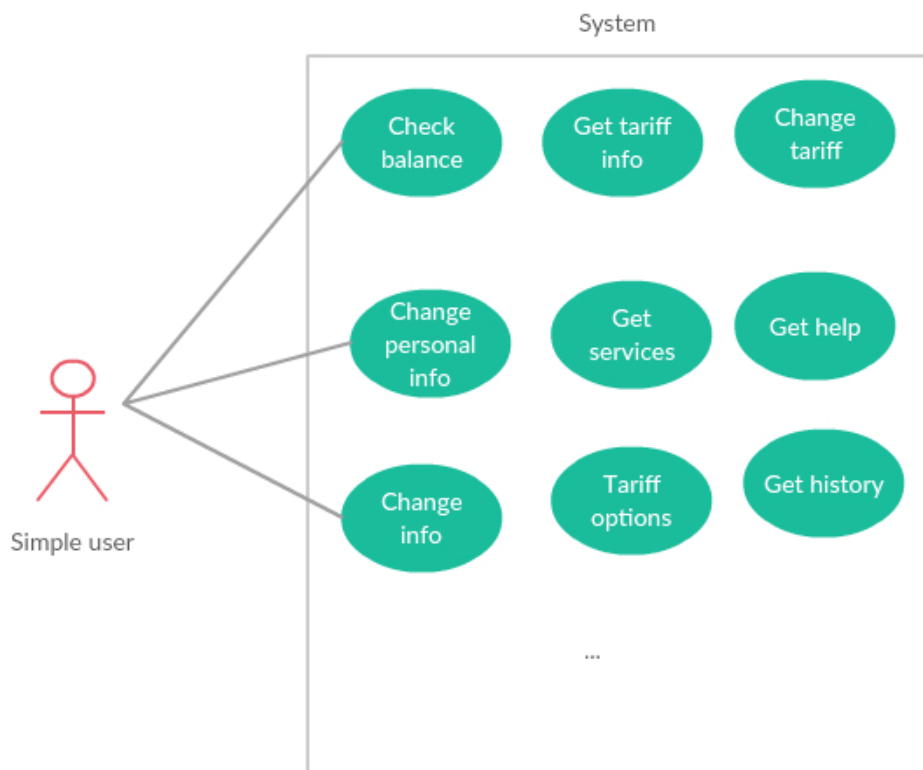 System
Check
balance
Get tariff
info
Change
tariff
Change
personal
info
Get
services
Get help
Change
info
Tariff
options
Get history
Simple user
...